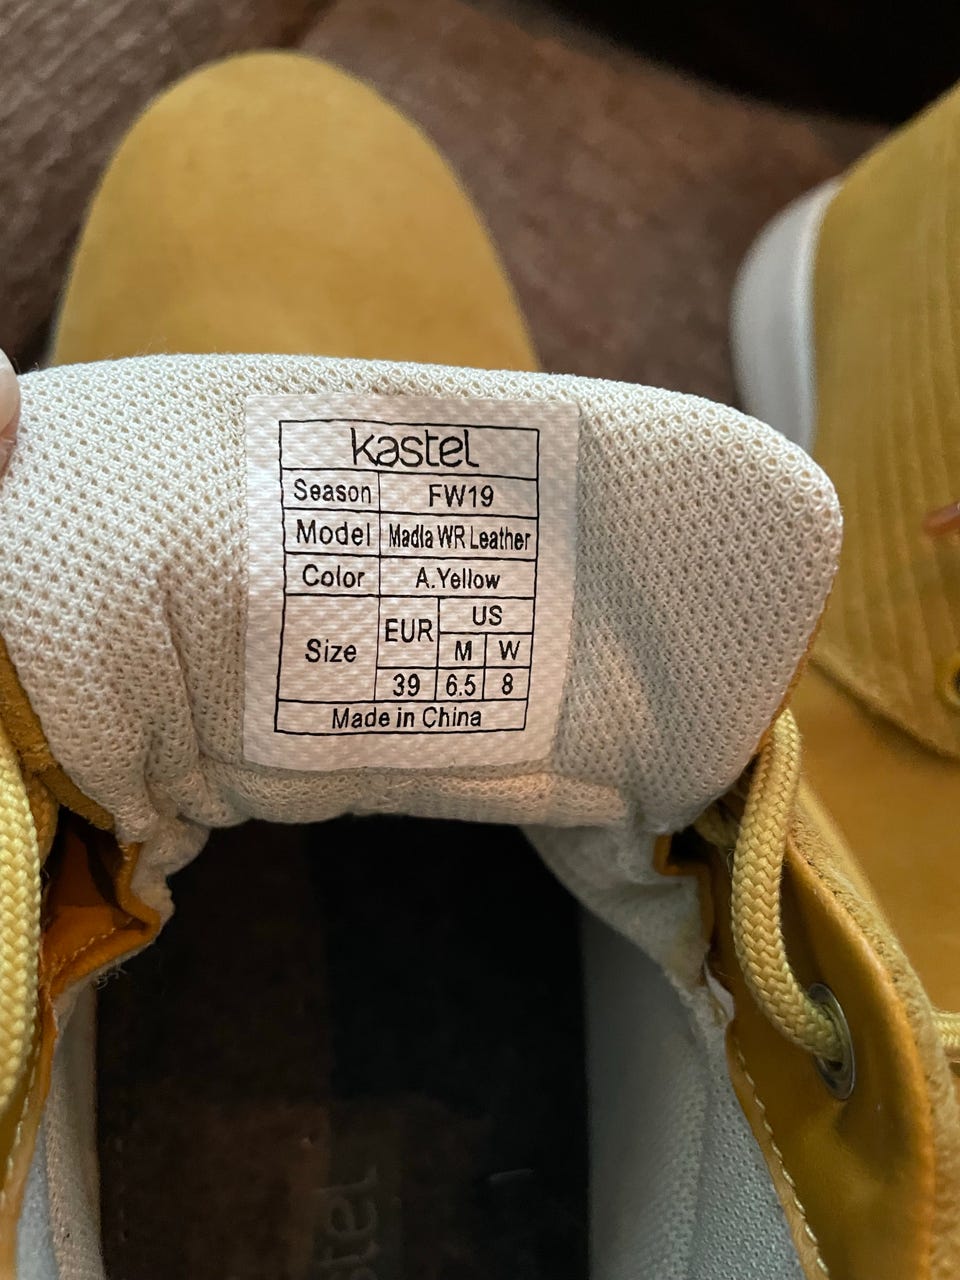 kastel
Season FW19
Model Madla WR Leather
Color A.Yellow
Size EUR US
M W
39 6.5 8
Made in China